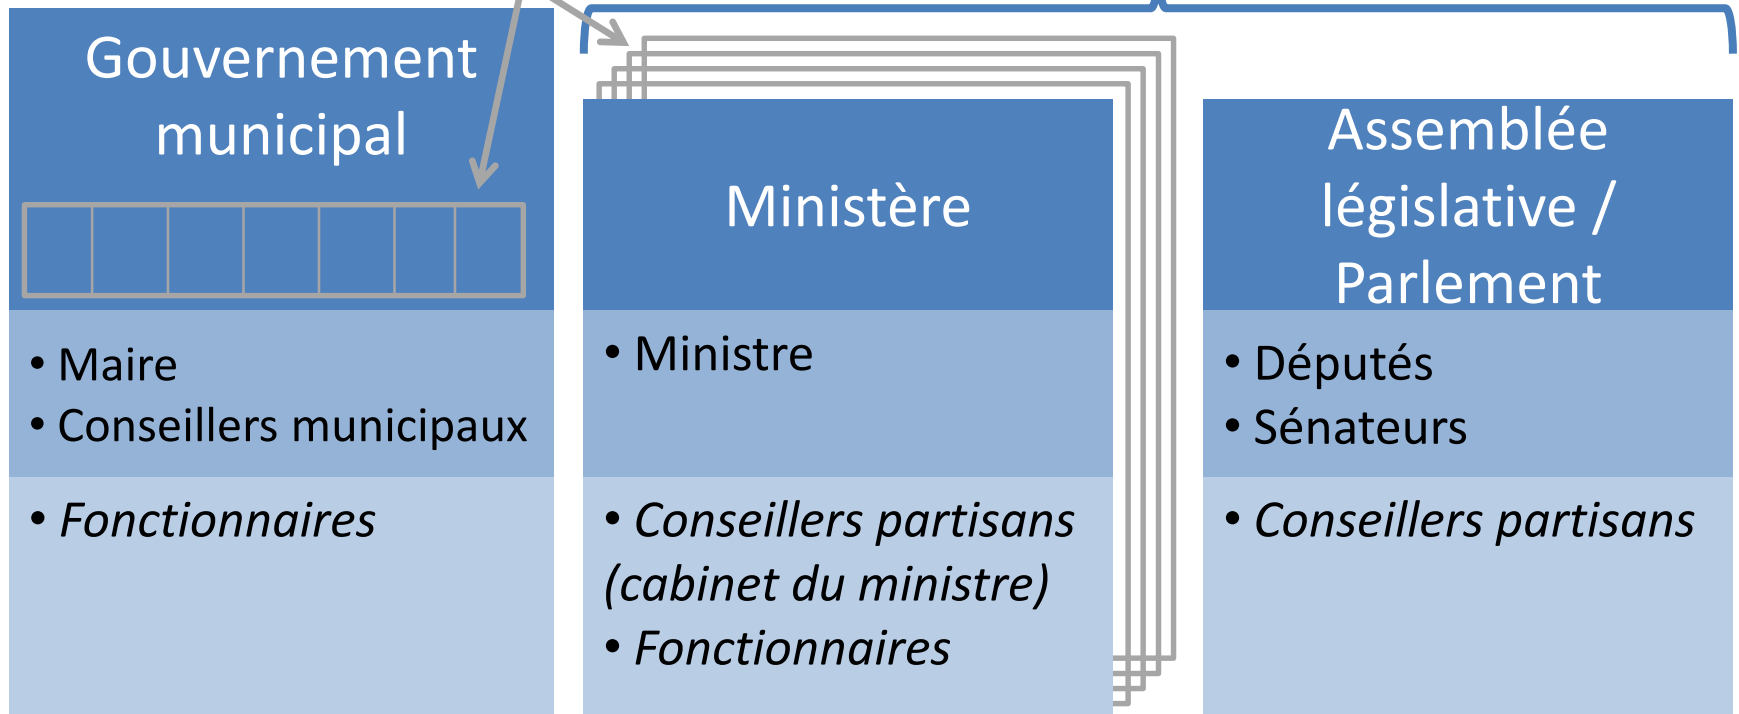 Gouvernement
municipal
• Maire
• Conseillers municipaux
• Fonctionnaires
Ministère
• Ministre
• Conseillers partisans
(cabinet du ministre)
• Fonctionnaires
Assemblée
législative /
Parlement
• Députés
• Sénateurs
• Conseillers partisans